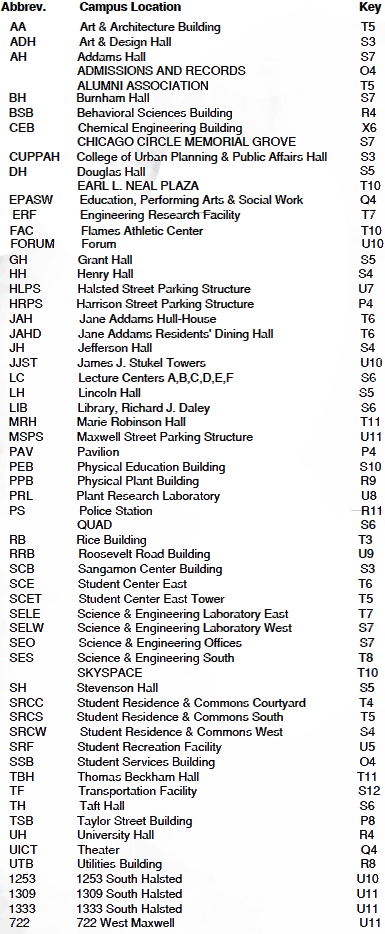 Abbrev. Campus Location Key
AA Art & Architecture Building T5
ADH Art & Design Hall S3
AH Addams Hall S7
ADMISSIONS AND RECORDS O4
ALUMNI ASSOCIATION T5
BH Burnham Hall S7
BSB Behavioral Sciences Building R4
CEB Chemical Engineering Building X6
CHICAGO CIRCLE MEMORIAL GROVE S7
CUPPAH College of Urban Planning & Public Affairs Hall S3
DH Douglas Hall S5
EARL L. NEAL PLAZA T10
EPASW Education, Performing Arts & Social Work Q4
ERF Engineering Research Facility T7
FAC Flames Athletic Center T10
FORUM Forum U10
GH Grant Hall S5
HH Henry Hall S4
HLPS Halsted Street Parking Structure U7
HRPS Harrison Street Parking Structure P4
JAH Jane Addams Hull-House T6
JAHD Jane Addams Residents' Dining Hall T6
JH Jefferson Hall S4
JJST James J. Stukel Towers U10
LC Lecture Centers A,B,C,D,E,F S6
LH Lincoln Hall S5
LIB Library, Richard J. Daley S6
MRH Marie Robinson Hall T11
MSPS Maxwell Street Parking Structure U11
PAV Pavilion P4
PEB Physical Education Building S10
PPB Physical Plant Building R9
PRL Plant Research Laboratory U8
PS Police Station R11
QUAD S6
RB Rice Building T3
RRB Roosevelt Road Building U9
SCB Sangamon Center Building S3
SCE Student Center East T6
SCET Student Center East Tower T5
SELE Science & Engineering Laboratory East T7
SELW Science & Engineering Laboratory West S7
SEO Science & Engineering Offices S7
SES Science & Engineering South T8
SKYSPACE T10
SH Stevenson Hall S5
SRCC Student Residence & Commons Courtyard T4
SRCS Student Residence & Commons South T5
SRCW Student Residence & Commons West S4
SRF Student Recreation Facility U5
SSB Student Services Building O4
TBH Thomas Beckham Hall T11
TF Transportation Facility S12
TH Taft Hall S6
TSB Taylor Street Building P8
UH University Hall R4
UICT Theater Q4
UTB Utilities Building R8
1253 1253 South Halsted U10
1309 1309 South Halsted U11
1333 1333 South Halsted U11
722 722 West Maxwell U11